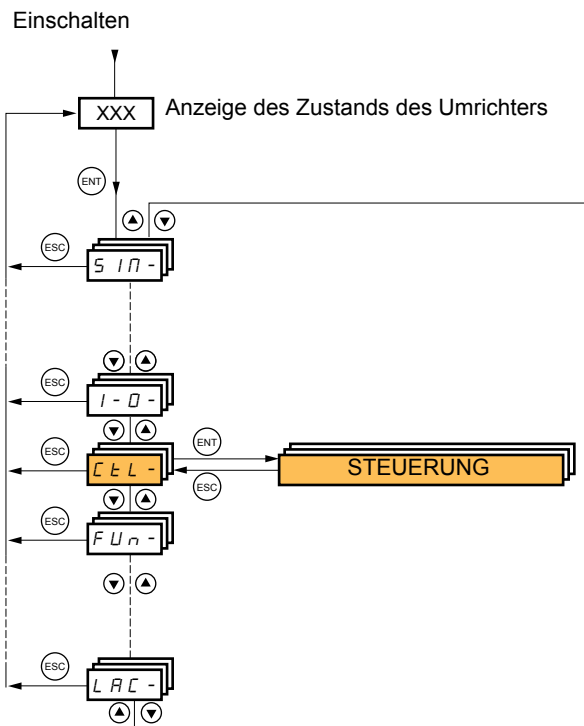 Einschalten
XXX Anzeige des Zustands des Umrichters
ENT
ESC
SIM-
ESC
I-O-
ESC
CtL-
ENT
ESC
STEUERUNG
ESC
FUn-
ESC
LAC-